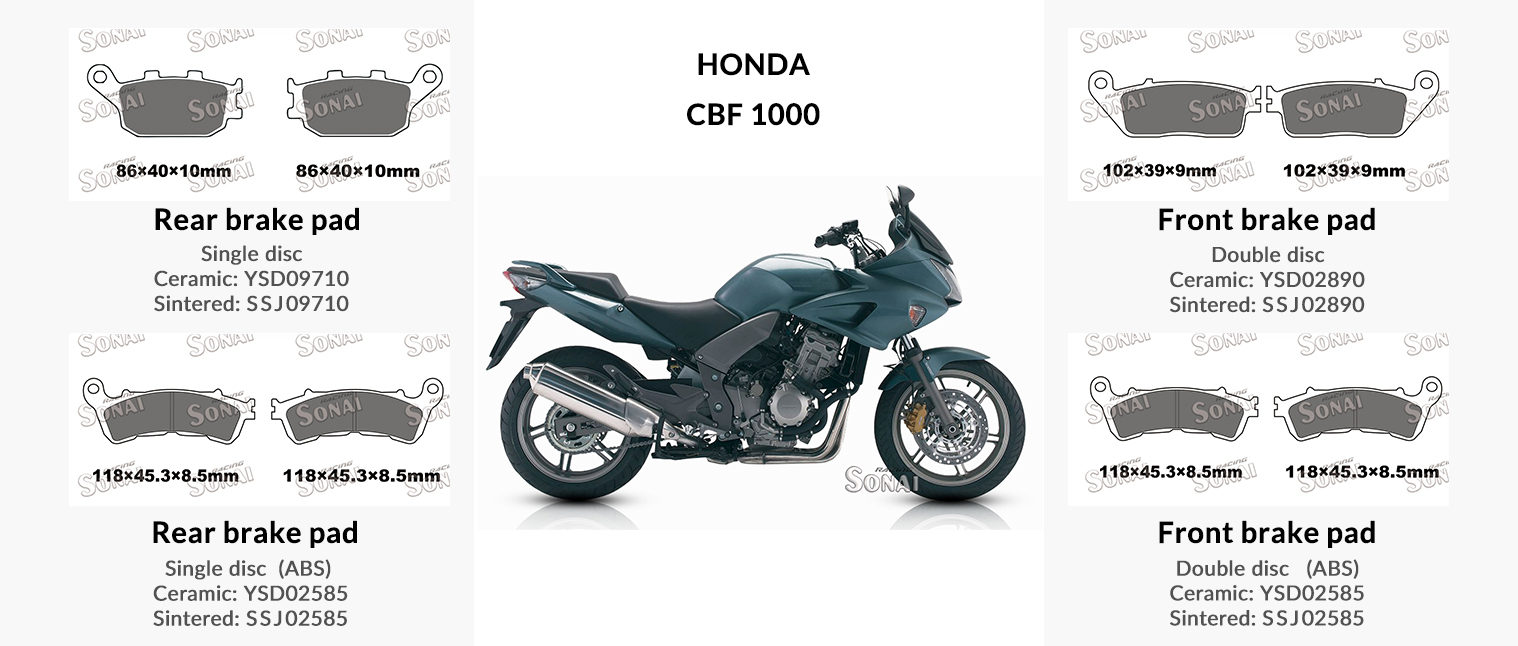 HONDA
CBF 1000
RACING
SONAI
86×40×10mm 86×40×10mm
Rear brake pad
Single disc
Ceramic: YSD09710
Sintered: SSJ09710
118×45.3×8.5mm 118×45.3×8.5mm
Rear brake pad
Single disc (ABS)
Ceramic: YSD02585
Sintered: SSJ02585
102×39×9mm 102×39×9mm
Front brake pad
Double disc
Ceramic: YSD02890
Sintered: SSJ02890
118×45.3×8.5mm 118×45.3×8.5mm
Front brake pad
Double disc (ABS)
Ceramic: YSD02585
Sintered: SSJ02585